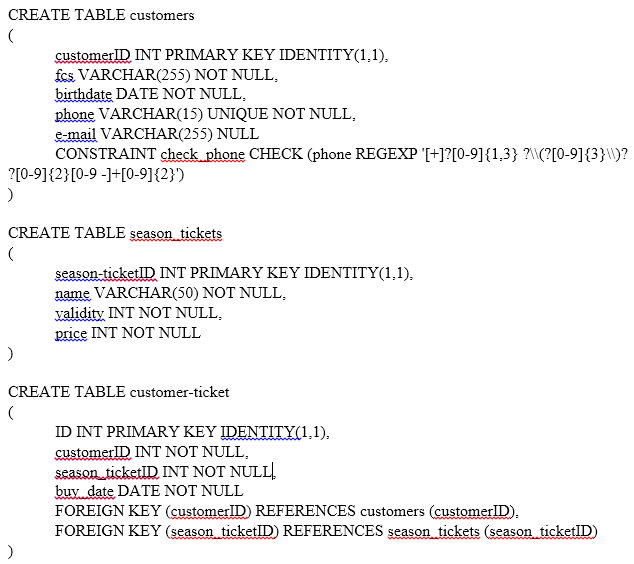 CREATE TABLE customers
(
customerID INT PRIMARY KEY IDENTITY(1,1),
fcs VARCHAR(255) NOT NULL,
birthdate DATE NOT NULL,
phone VARCHAR(15) UNIQUE NOT NULL,
e-mail VARCHAR(255) NULL
CONSTRAINT check_phone CHECK (phone REGEXP '[+]?[0-9]{1,3} ?\\(?[0-9]{3}\\)?
?[0-9]{2}[0-9 -]+[0-9]{2}')
)
CREATE TABLE season_tickets
(
season-ticketID INT PRIMARY KEY IDENTITY(1,1),
name VARCHAR(50) NOT NULL,
validity INT NOT NULL,
price INT NOT NULL
)
CREATE TABLE customer-ticket
(
ID INT PRIMARY KEY IDENTITY(1,1),
customerID INT NOT NULL,
season_ticketID INT NOT NULL,
buy_date DATE NOT NULL
FOREIGN KEY (customerID) REFERENCES customers (customerID),
FOREIGN KEY (season_ticketID) REFERENCES season_tickets (season_ticketID)
)